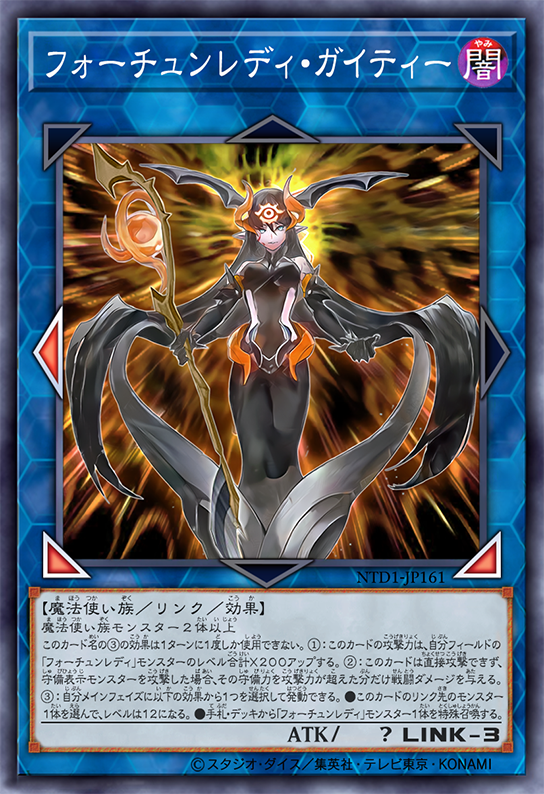 フォーチュンレディ・ガイティー 闇
やみ
NTD1-JP161
【魔法使い族／リンク／効果】
魔法使い族モンスター2体以上
このカード名の③の効果は1ターンに1度しか使用できない。①：このカードの攻撃力は、自分フィールドの
「フォーチュンレディ」モンスターのレベル合計×200アップする。②：このカードは直接攻撃できず、
守備表示モンスターを攻撃した場合、その守備力を攻撃力が超えた分だけ戦闘ダメージを与える。
③：自分メインフェイズに以下の効果から1つを選択して発動できる。●このカードのリンク先のモンスター
1体を選んで、レベルは12になる。●手札・デッキから「フォーチュンレディ」モンスター1体を特殊召喚する。
ATK/ ? LINK-3
©スタジオ・ダイス/集英社・テレビ東京・KONAMI